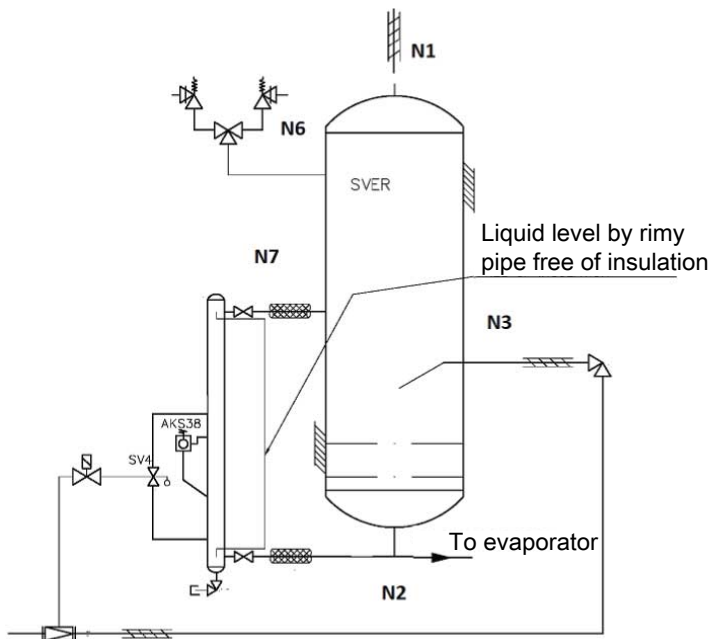 N1
N6
SVER
Liquid level by rimy
pipe free of insulation
N7
N3
AKS38
SV4
To evaporator
N2